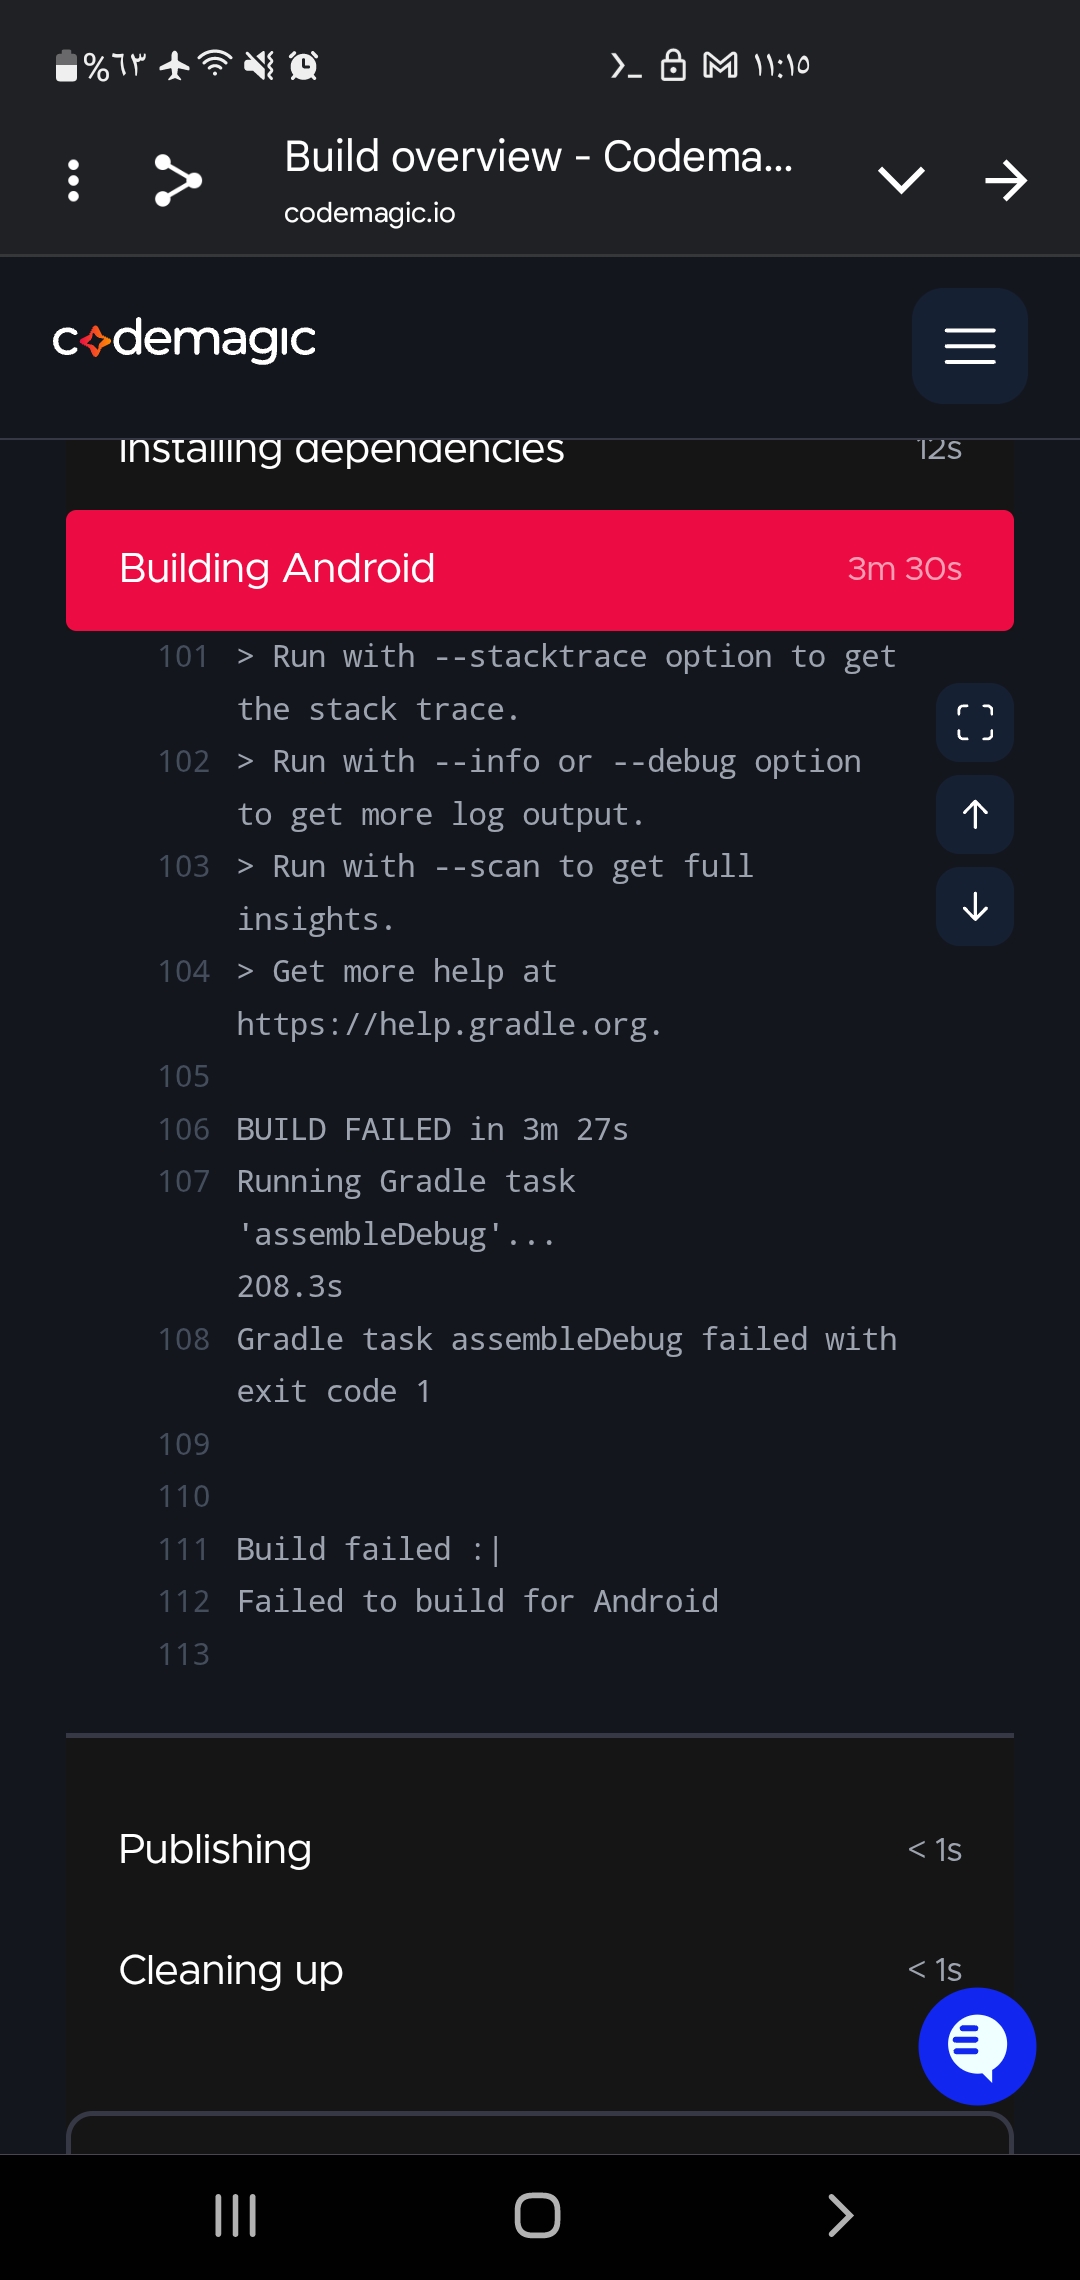 %٦٣
١١:١٥
Build overview - Codema...
codemagic.io
codemagic
Installing dependencies 12s
Building Android 3m 30s
101 > Run with --stacktrace option to get
the stack trace.
102 > Run with --info or --debug option
to get more log output.
103 > Run with --scan to get full
insights.
104 > Get more help at
https://help.gradle.org.
105
106 BUILD FAILED in 3m 27s
107 Running Gradle task
'assembleDebug'...
208.3s
108 Gradle task assembleDebug failed with
exit code 1
109
110
111 Build failed :|
112 Failed to build for Android
113
Publishing < 1s
Cleaning up < 1s